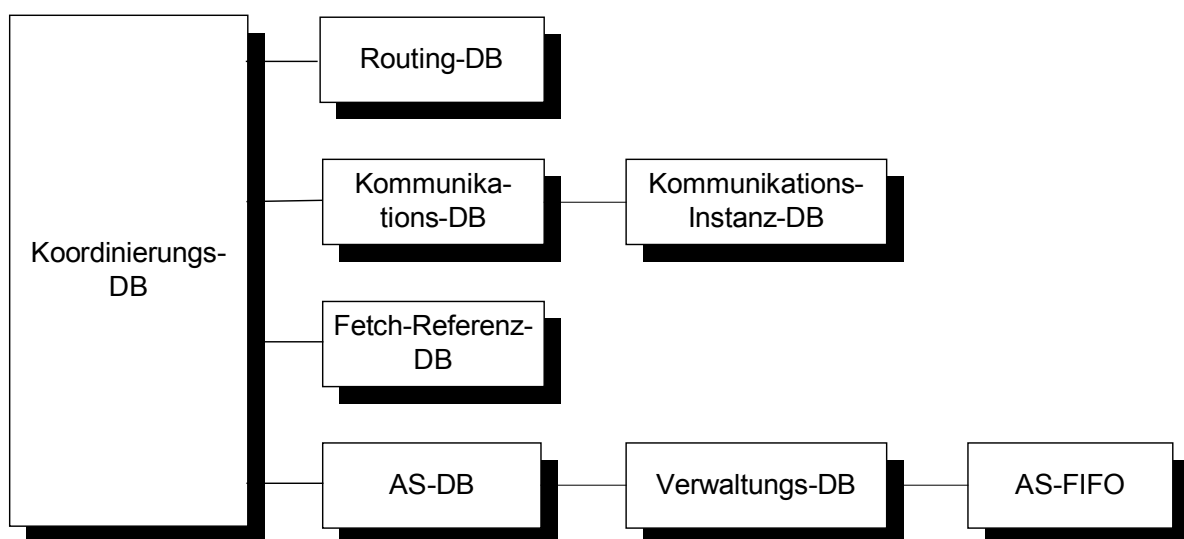 Routing-DB
Kommunika-
tions-DB
Kommunikations-
Instanz-DB
Koordinierungs-
DB
Fetch-Referenz-
DB
AS-DB
Verwaltungs-DB
AS-FIFO